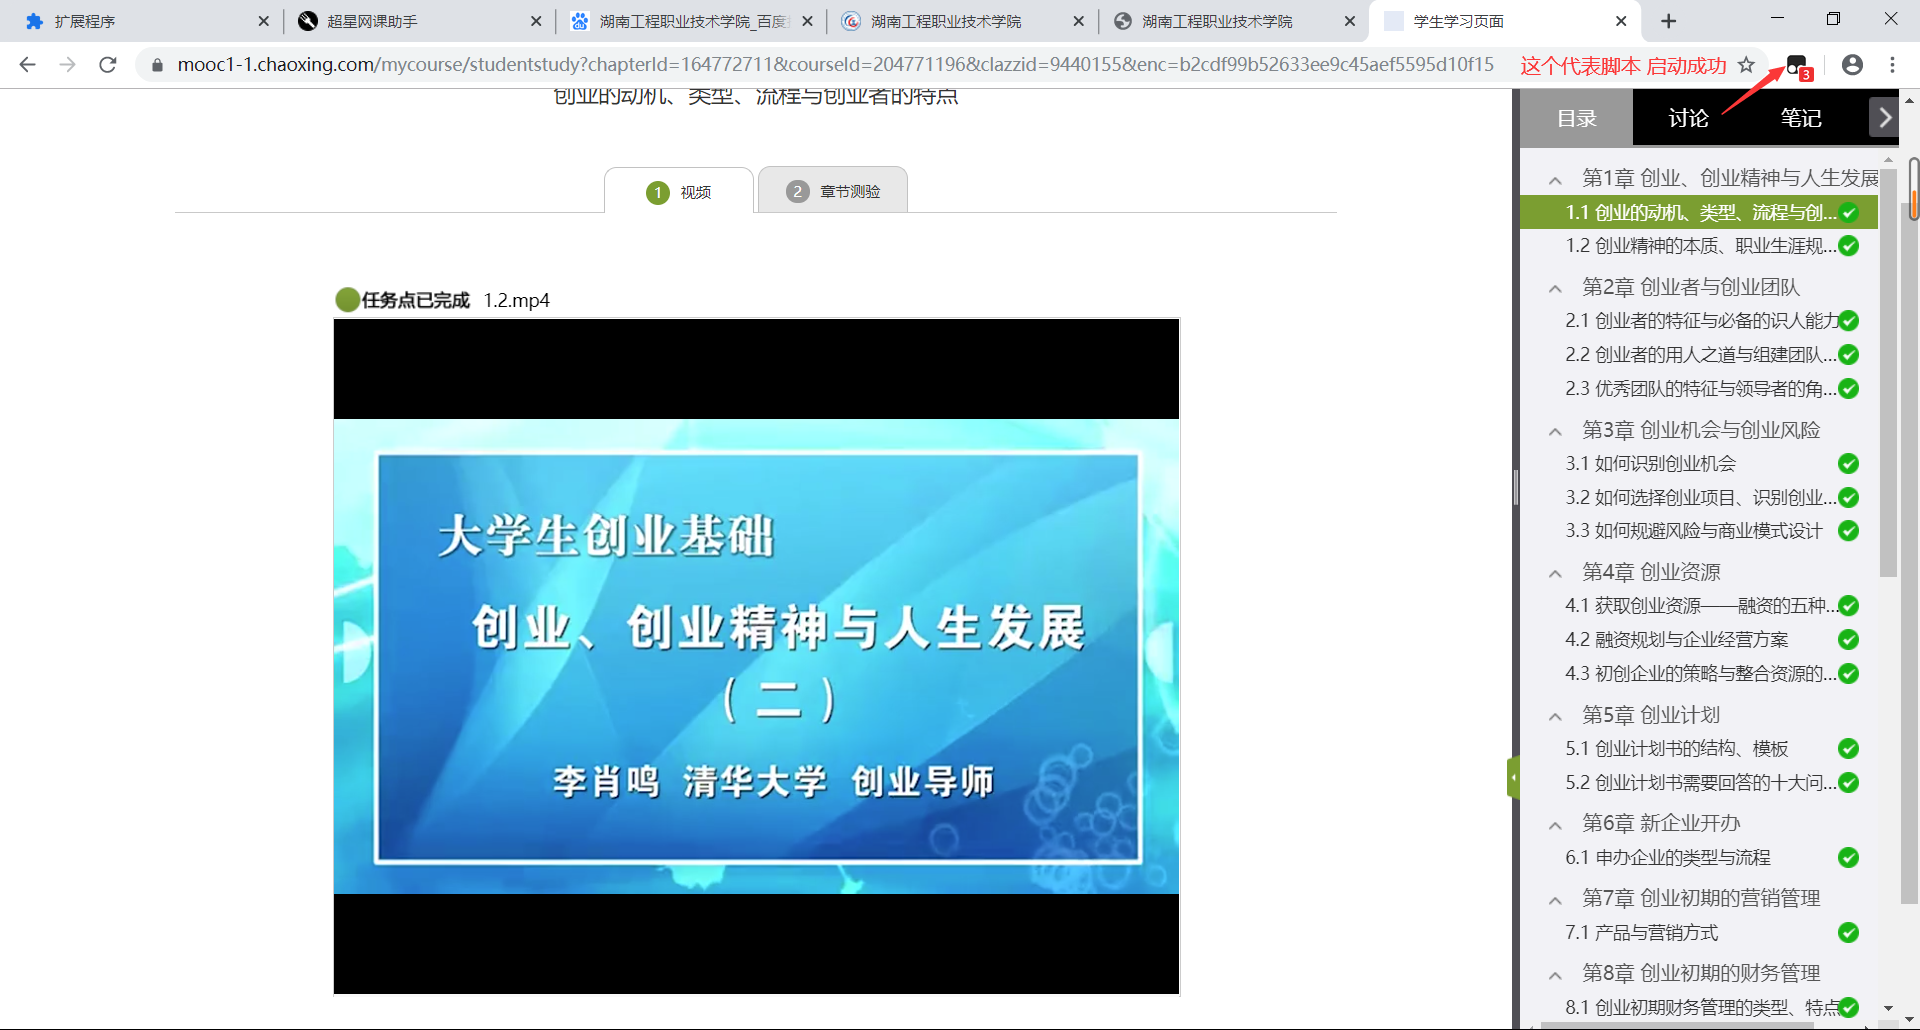 扩展程序
超星网课助手
湖南工程职业技术学院_百度
湖南工程职业技术学院
湖南工程职业技术学院
学生学习页面
mooc1-1.chaoxing.com/mycourse/studentstudy?chapterId=164772711&courseId=204771196&clazzid=9440155&enc=b2cdf99b52633ee9c45aef5595d10f15
这个代表脚本 启动成功
3
创业的动机、类型、流程与创业者的特点
1 视频
2 章节测验
任务点已完成 1.2.mp4
大学生创业基础
创业、创业精神与人生发展
（二）
李肖鸣 清华大学 创业导师
目录
讨论
笔记
第1章 创业、创业精神与人生发展
1.1 创业的动机、类型、流程与创...
1.2 创业精神的本质、职业生涯规...
第2章 创业者与创业团队
2.1 创业者的特征与必备的识人能力
2.2 创业者的用人之道与组建团队...
2.3 优秀团队的特征与领导者的角...
第3章 创业机会与创业风险
3.1 如何识别创业机会
3.2 如何选择创业项目、识别创业...
3.3 如何规避风险与商业模式设计
第4章 创业资源
4.1 获取创业资源——融资的五种...
4.2 融资规划与企业经营方案
4.3 初创企业的策略与整合资源的...
第5章 创业计划
5.1 创业计划书的结构、模板
5.2 创业计划书需要回答的十大问...
第6章 新企业开办
6.1 申办企业的类型与流程
第7章 创业初期的营销管理
7.1 产品与营销方式
第8章 创业初期的财务管理
8.1 创业初期财务管理的类型、特点